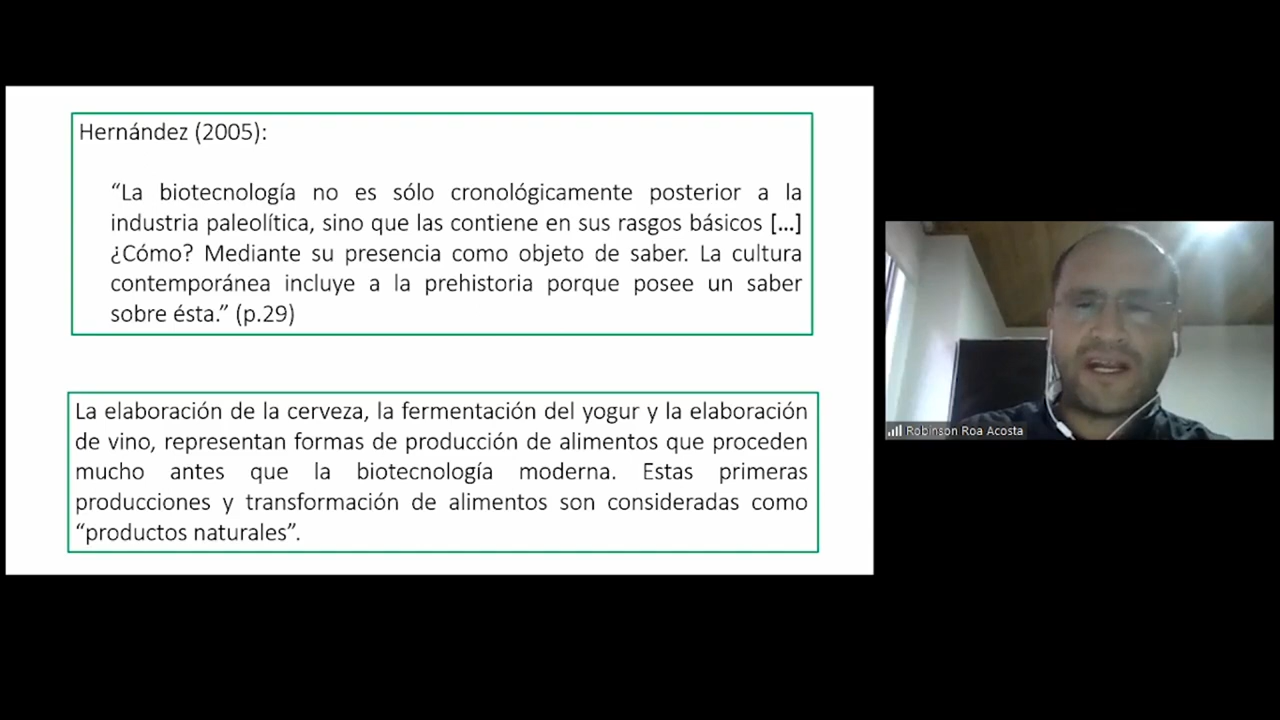 Hernández (2005):
“La biotecnología no es sólo cronológicamente posterior a la
industria paleolítica, sino que las contiene en sus rasgos básicos [...]
¿Cómo? Mediante su presencia como objeto de saber. La cultura
contemporánea incluye a la prehistoria porque posee un saber
sobre ésta.” (p.29)
La elaboración de la cerveza, la fermentación del yogur y la elaboración
de vino, representan formas de producción de alimentos que proceden
mucho antes que la biotecnología moderna. Estas primeras
producciones y transformación de alimentos son consideradas como
“productos naturales”.
Robinson Roa Acosta